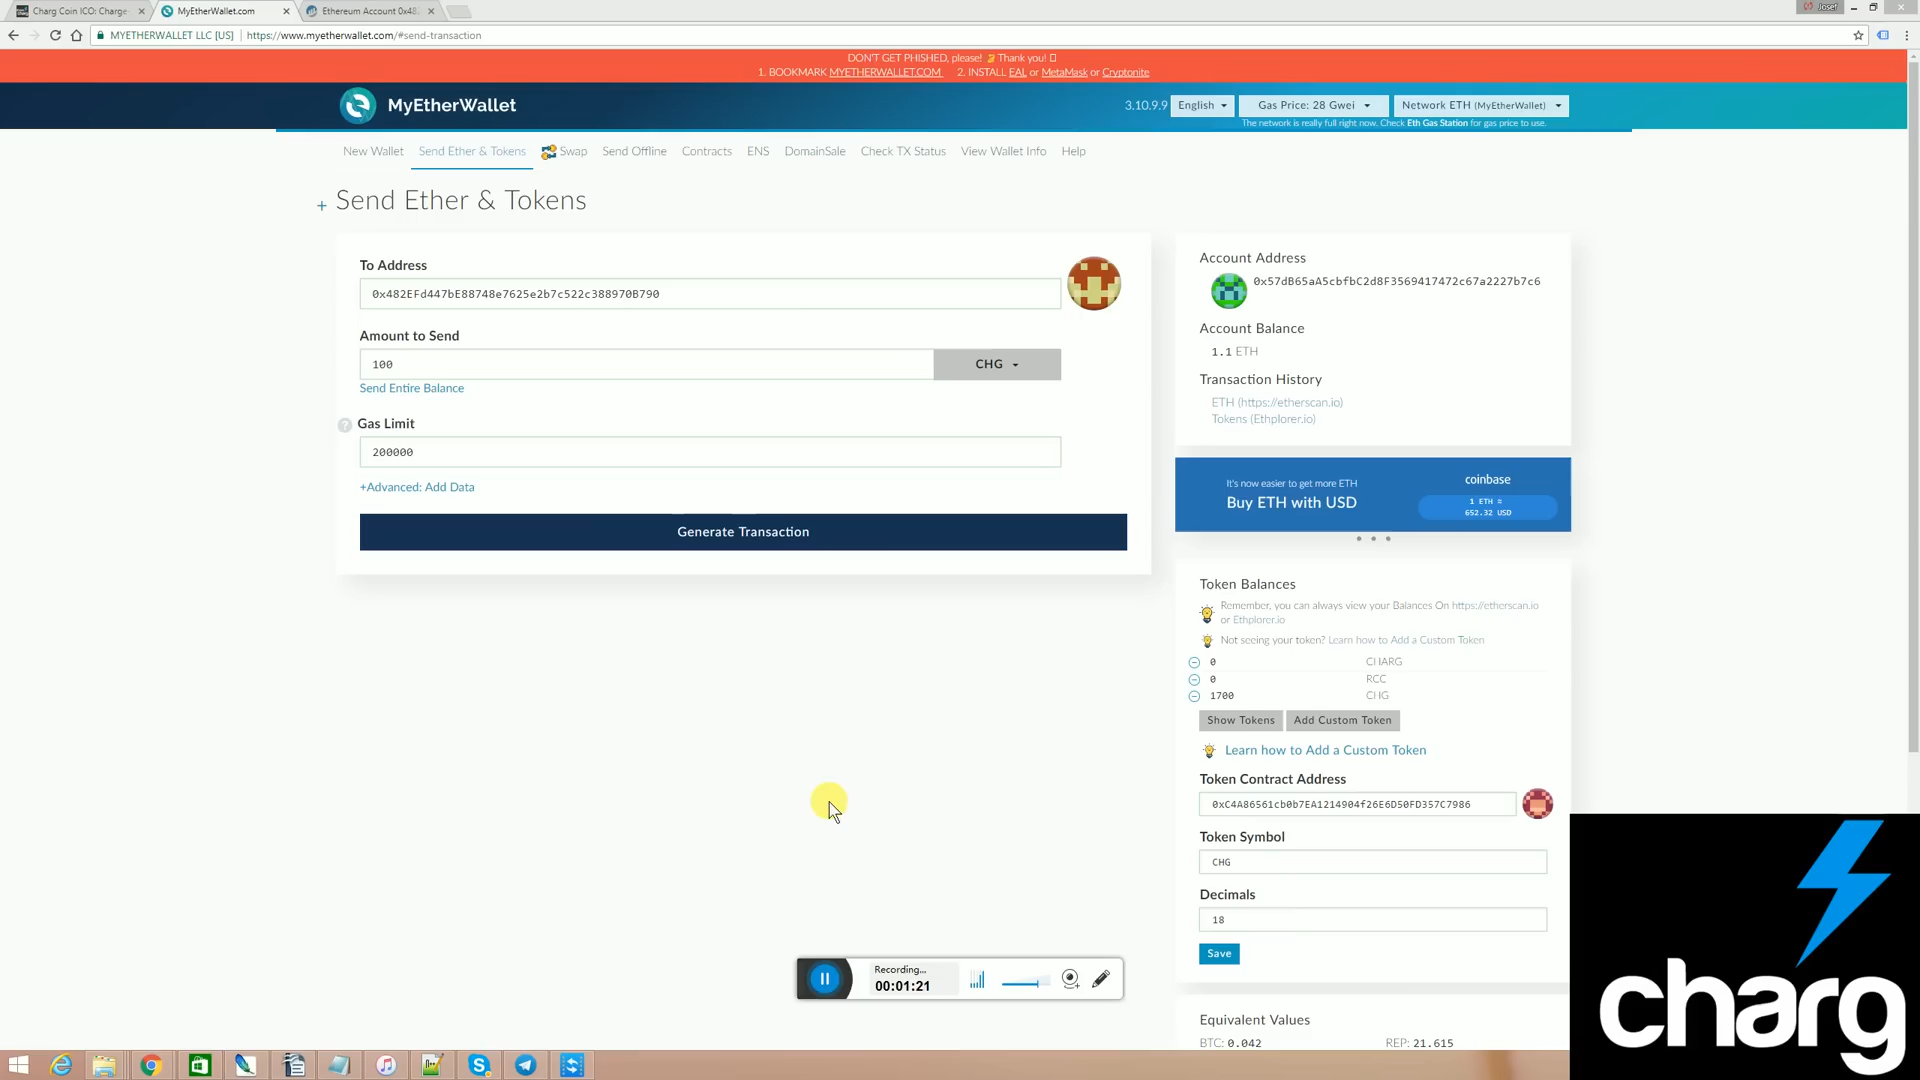 Charg Coin ICO: Charge
MyEtherWallet.com
Ethereum Account 0x48
Josef
MYETHERWALLET LLC [US]
https://www.myetherwallet.com/#send-transaction
DON'T GET PHISHED, please! Thank you!
1. BOOKMARK MYETHERWALLET.COM 2. INSTALL EAL or MetaMask or Cryptonite
MyEtherWallet
3.10.9.9
English
Gas Price: 28 Gwei
Network ETH (MyEtherWallet)
The network is really full right now. Check Eth Gas Station for gas price to use.
New Wallet
Send Ether & Tokens
Swap
Send Offline
Contracts
ENS
DomainSale
Check TX Status
View Wallet Info
Help
+ Send Ether & Tokens
To Address
0x482EFd447bE88748e7625e2b7c522c388970B790
Amount to Send
100
CHG
Send Entire Balance
? Gas Limit
200000
+Advanced: Add Data
Generate Transaction
Account Address
0x57dB65aA5cbfbC2d8F3569417472c67a2227b7c6
Account Balance
1.1 ETH
Transaction History
ETH (https://etherscan.io)
Tokens (Ethplorer.io)
It's now easier to get more ETH
Buy ETH with USD
coinbase
1 ETH ≈
652.32 USD
Token Balances
Remember, you can always view your Balances On https://etherscan.io
or Ethplorer.io
Not seeing your token? Learn how to Add a Custom Token
0 CHARG
0 RCC
1700 CHG
Show Tokens
Add Custom Token
Learn how to Add a Custom Token
Token Contract Address
0xC4A86561cb0b7EA1214904f26E6D50FD357C7986
Token Symbol
CHG
Decimals
18
Save
Equivalent Values
BTC: 0.042
REP: 21.615
Recording...
00:01:21
charg